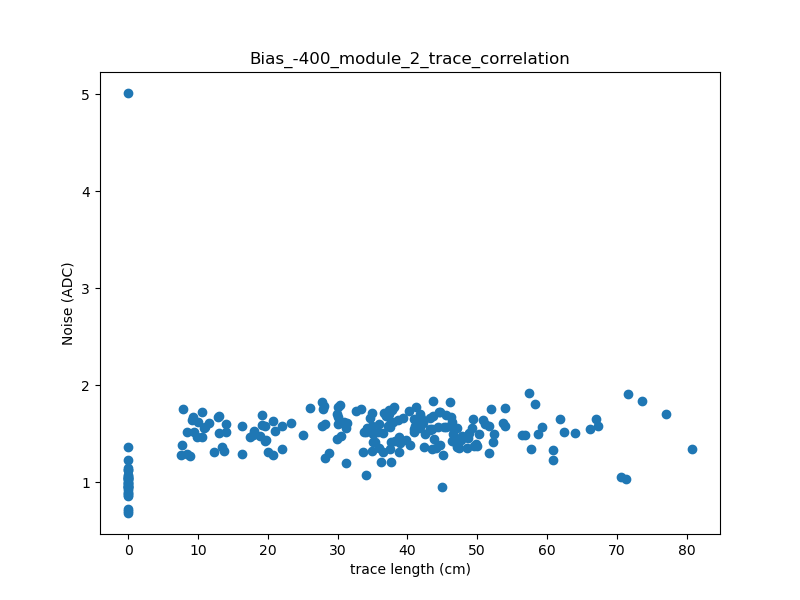 Bias_-400_module_2_trace_correlation
5
4
3
2
1
Noise (ADC)
0 10 20 30 40 50 60 70 80
trace length (cm)